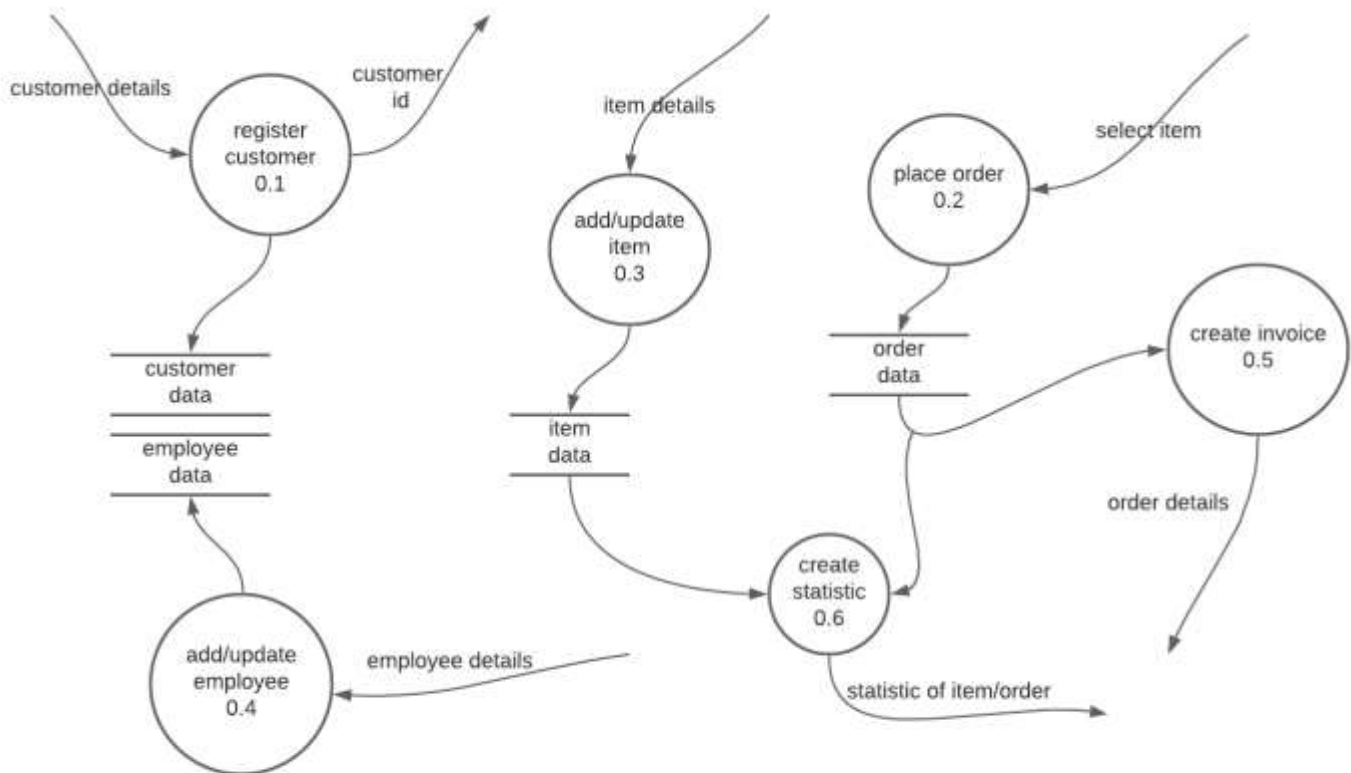 customer details
customer
id
register
customer
0.1
item details
select item
place order
0.2
add/update
item
0.3
create invoice
0.5
order
data
customer
data
employee
data
item
data
order details
create
statistic
0.6
add/update
employee
0.4
employee details
statistic of item/order